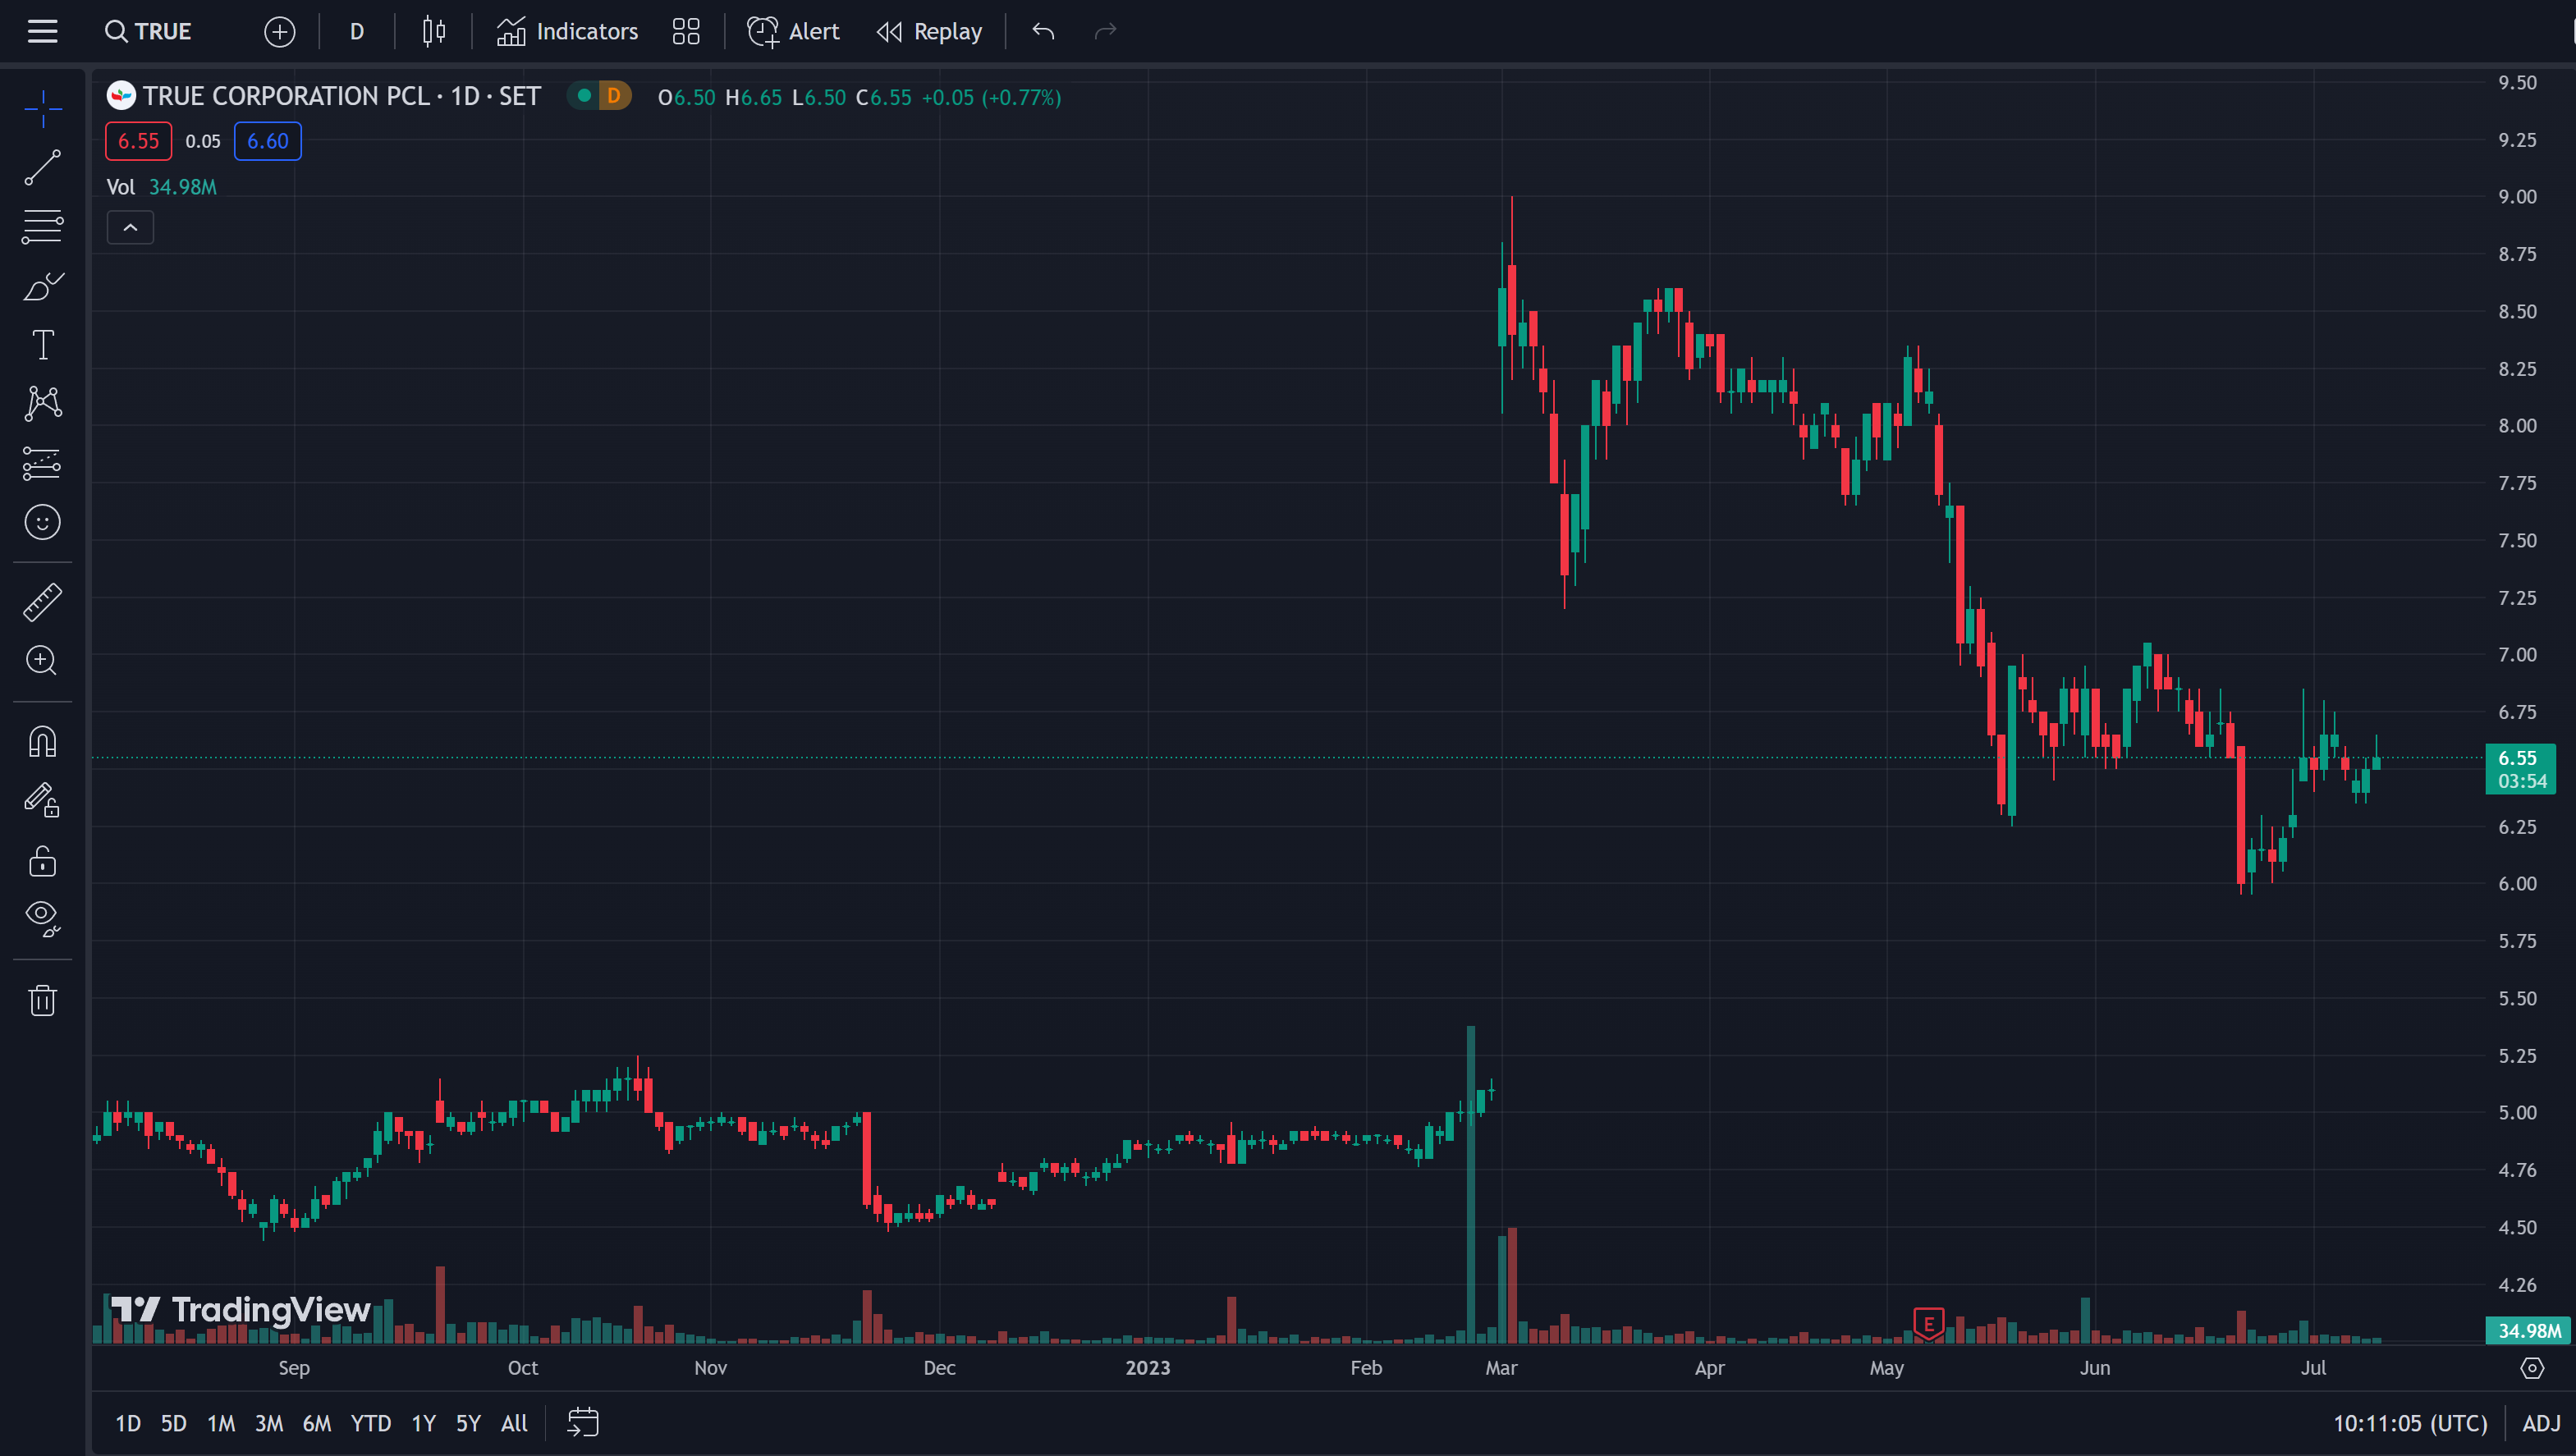 TRUE
D
Indicators
Alert
Replay
TRUE CORPORATION PCL · 1D · SET
D
O6.50 H6.65 L6.50 C6.55 +0.05 (+0.77%)
6.55
0.05
6.60
Vol 34.98M
9.50
9.25
9.00
8.75
8.50
8.25
8.00
7.75
7.50
7.25
7.00
6.75
6.55
03:54
6.25
6.00
5.75
5.50
5.25
5.00
4.76
4.50
4.26
34.98M
TradingView
E
Sep Oct Nov Dec 2023 Feb Mar Apr May Jun Jul
1D 5D 1M 3M 6M YTD 1Y 5Y All
10:11:05 (UTC)
ADJ